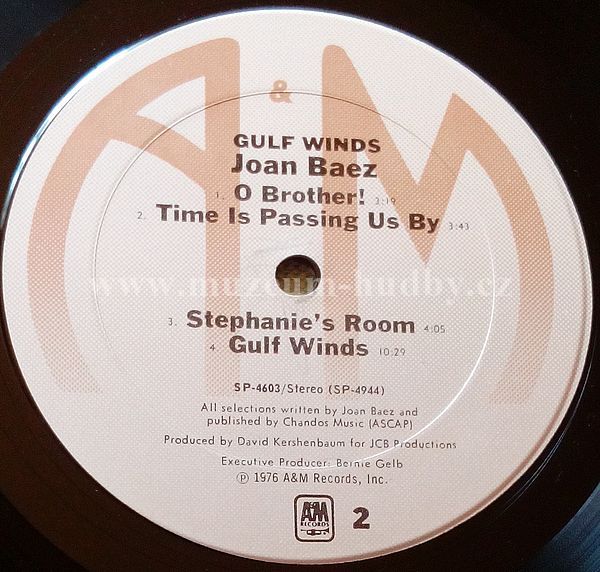 A & M
GULF WINDS
Joan Baez
1. O Brother! 3:19
2. Time Is Passing Us By 3:43
www.muzeum-hudby.cz
3. Stephanie's Room 4:05
4. Gulf Winds 10:29
SP-4603/Stereo (SP-4944)
All selections written by Joan Baez and
published by Chandos Music (ASCAP)
Produced by David Kershenbaum for JCB Productions
Executive Producer: Bernie Gelb
℗ 1976 A&M Records, Inc.
A&M
RECORDS
2